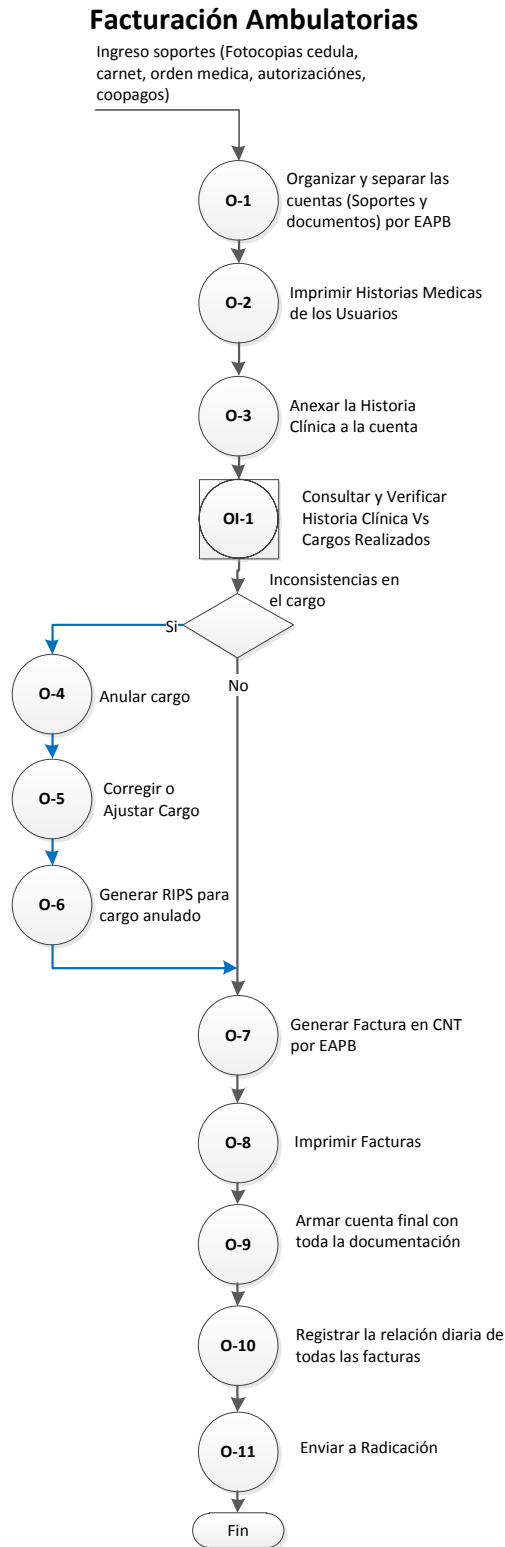 Facturación Ambulatorias
Ingreso soportes (Fotocopias cedula,
carnet, orden medica, autorizaciónes,
coopagos)
O-1
Organizar y separar las
cuentas (Soportes y
documentos) por EAPB
O-2
Imprimir Historias Medicas
de los Usuarios
O-3
Anexar la Historia
Clínica a la cuenta
OI-1
Consultar y Verificar
Historia Clínica Vs
Cargos Realizados
Inconsistencias en
el cargo
Si
No
O-4
Anular cargo
O-5
Corregir o
Ajustar Cargo
O-6
Generar RIPS para
cargo anulado
O-7
Generar Factura en CNT
por EAPB
O-8
Imprimir Facturas
O-9
Armar cuenta final con
toda la documentación
O-10
Registrar la relación diaria de
todas las facturas
O-11
Enviar a Radicación
Fin